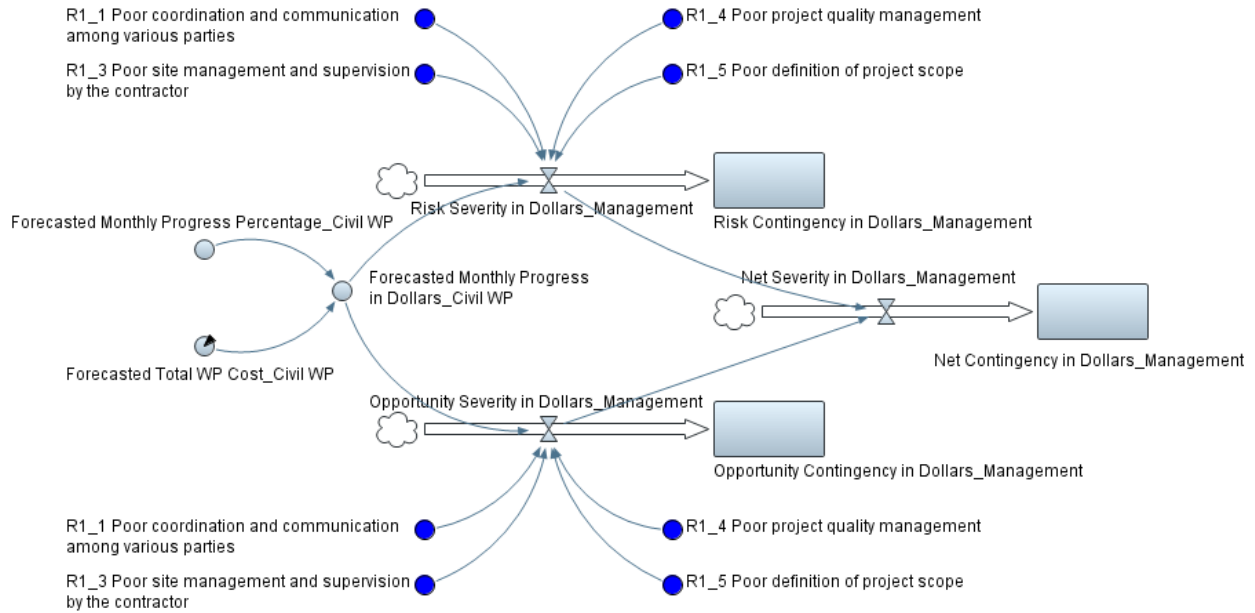 R1_1 Poor coordination and communication
among various parties
R1_4 Poor project quality management
R1_3 Poor site management and supervision
by the contractor
R1_5 Poor definition of project scope
Risk Severity in Dollars_Management
Risk Contingency in Dollars_Management
Forecasted Monthly Progress Percentage_Civil WP
Forecasted Monthly Progress
in Dollars_Civil WP
Net Severity in Dollars_Management
Net Contingency in Dollars_Management
Forecasted Total WP Cost_Civil WP
Opportunity Severity in Dollars_Management
Opportunity Contingency in Dollars_Management
R1_1 Poor coordination and communication
among various parties
R1_4 Poor project quality management
R1_3 Poor site management and supervision
by the contractor
R1_5 Poor definition of project scope